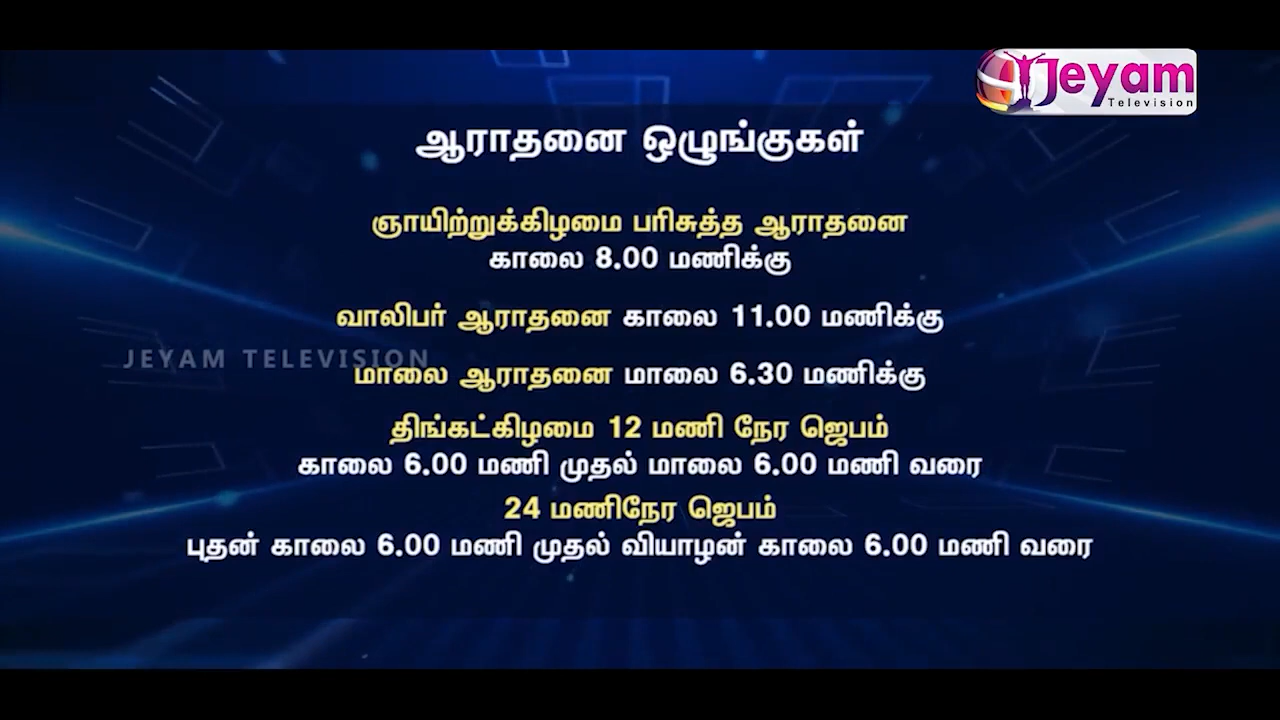 Jeyam
Television
ஆராதனை ஒழுங்குகள்
ஞாயிற்றுக்கிழமை பரிசுத்த ஆராதனை
காலை 8.00 மணிக்கு
வாலிபர் ஆராதனை காலை 11.00 மணிக்கு
JEYAM TELEVISION
மாலை ஆராதனை மாலை 6.30 மணிக்கு
திங்கட்கிழமை 12 மணி நேர ஜெபம்
காலை 6.00 மணி முதல் மாலை 6.00 மணி வரை
24 மணிநேர ஜெபம்
புதன் காலை 6.00 மணி முதல் வியாழன் காலை 6.00 மணி வரை